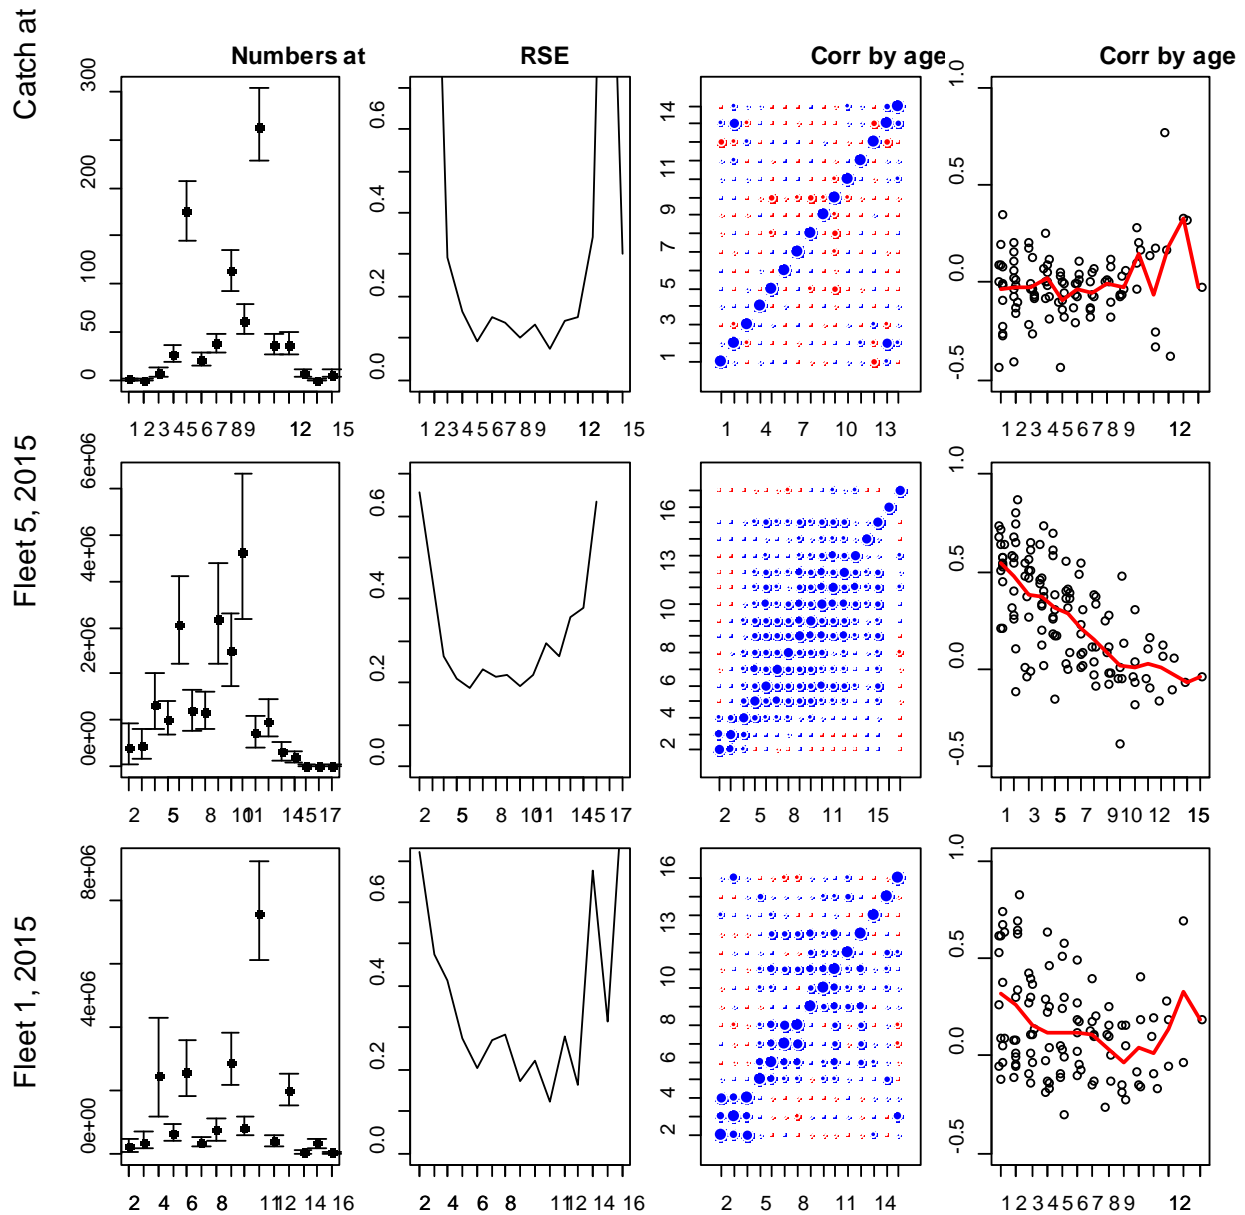 Catch at
Numbers at
RSE
Corr by age
Corr by age
300
200
100
50
0
1 2 3 4 5 6 7 8 9 12 15
0.6
0.4
0.2
0.0
1 2 3 4 5 6 7 8 9 12 15
14
11
9
7
5
3
1
1 4 7 10 13
1.0
0.5
0.0
-0.5
1 2 3 4 5 6 7 8 9 12
Fleet 5, 2015
6e+06
4e+06
2e+06
0e+00
2 5 8 10 11 14 15 17
0.6
0.4
0.2
0.0
2 5 8 10 11 14 15 17
16
13
10
8
6
4
2
2 5 8 11 15
1.0
0.5
0.0
-0.5
1 3 5 7 9 10 12 15
Fleet 1, 2015
8e+06
4e+06
0e+00
2 4 6 8 11 12 14 16
0.6
0.4
0.2
0.0
2 4 6 8 11 12 14 16
16
13
10
8
6
4
2
2 5 8 11 14
1.0
0.5
0.0
-0.5
1 2 3 4 5 6 7 8 9 12